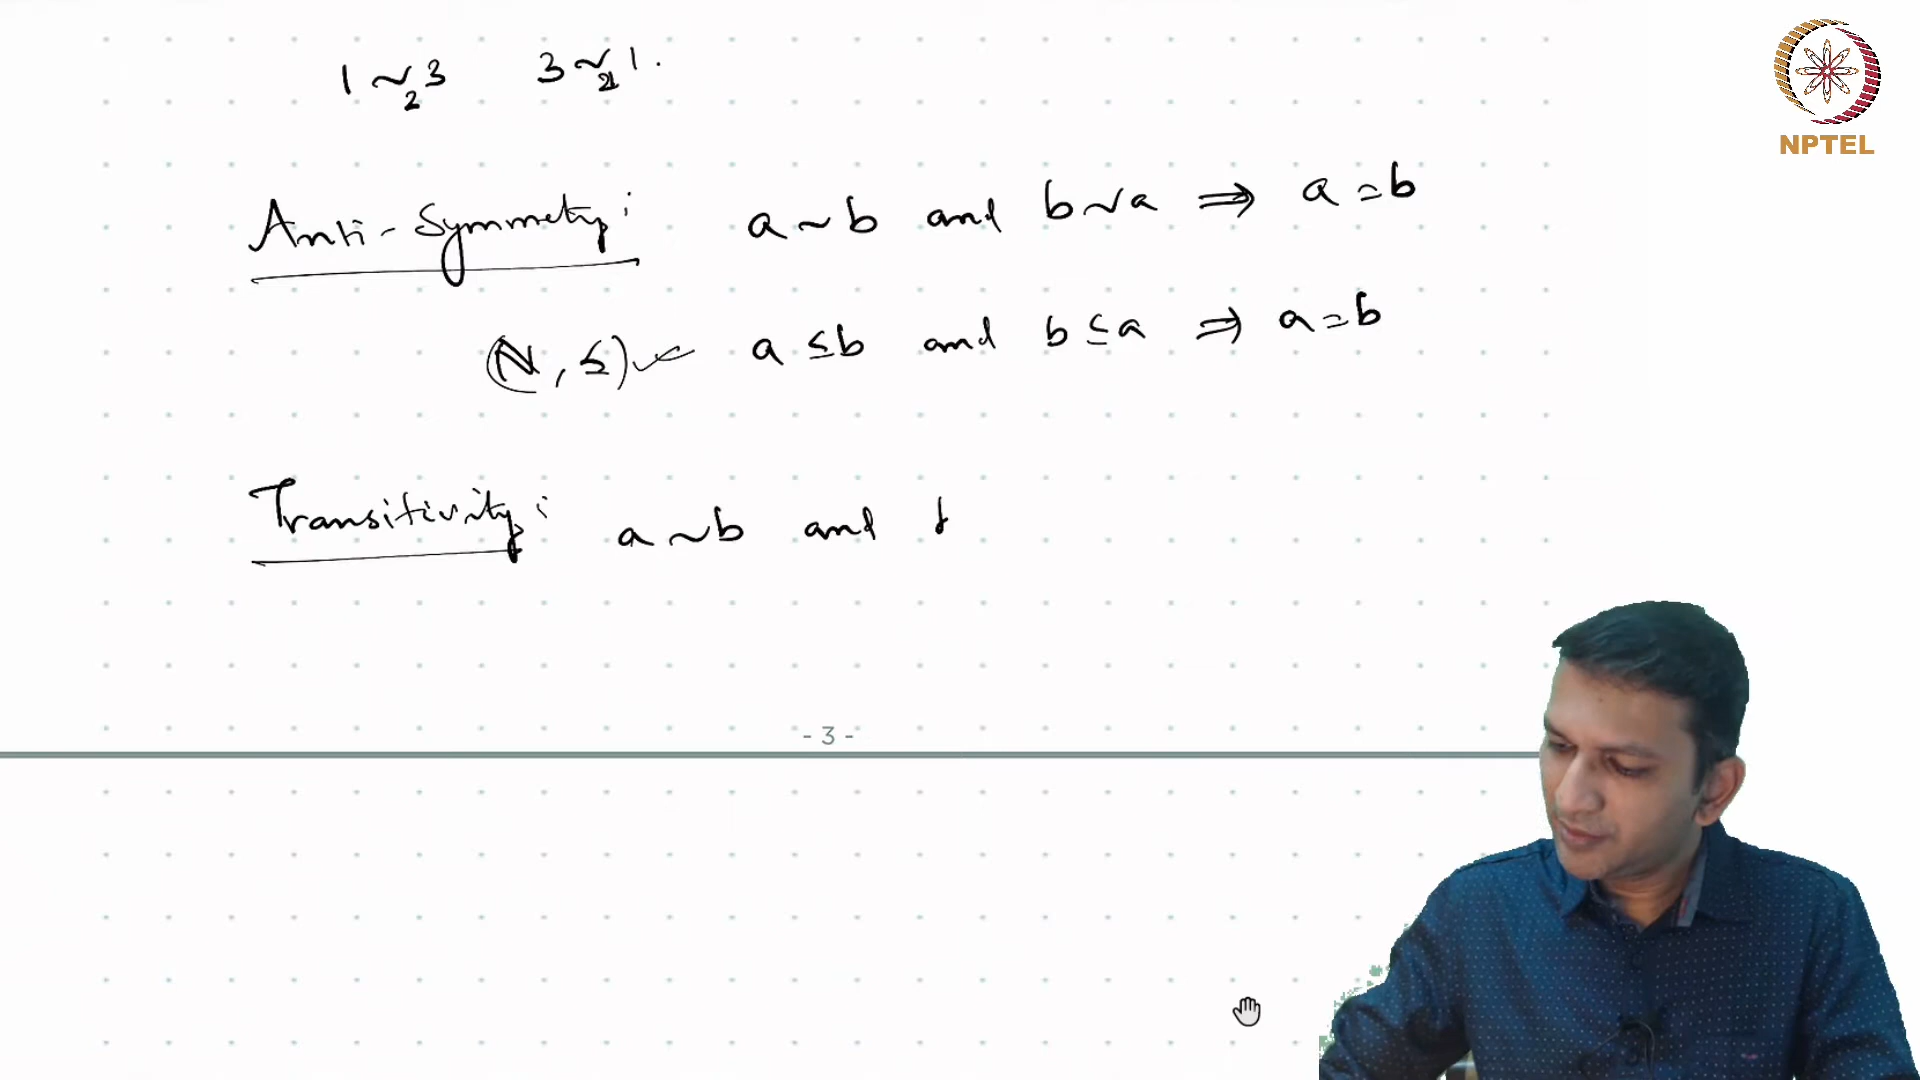 1 ~₂ 3 3 ~₂ 1.
NPTEL
Anti-Symmetry: a ~ b and b ~ a ⇒ a = b
(ℕ, ≤) ✓ a ≤ b and b ≤ a ⇒ a = b
Transitivity: a ~ b and
- 3 -